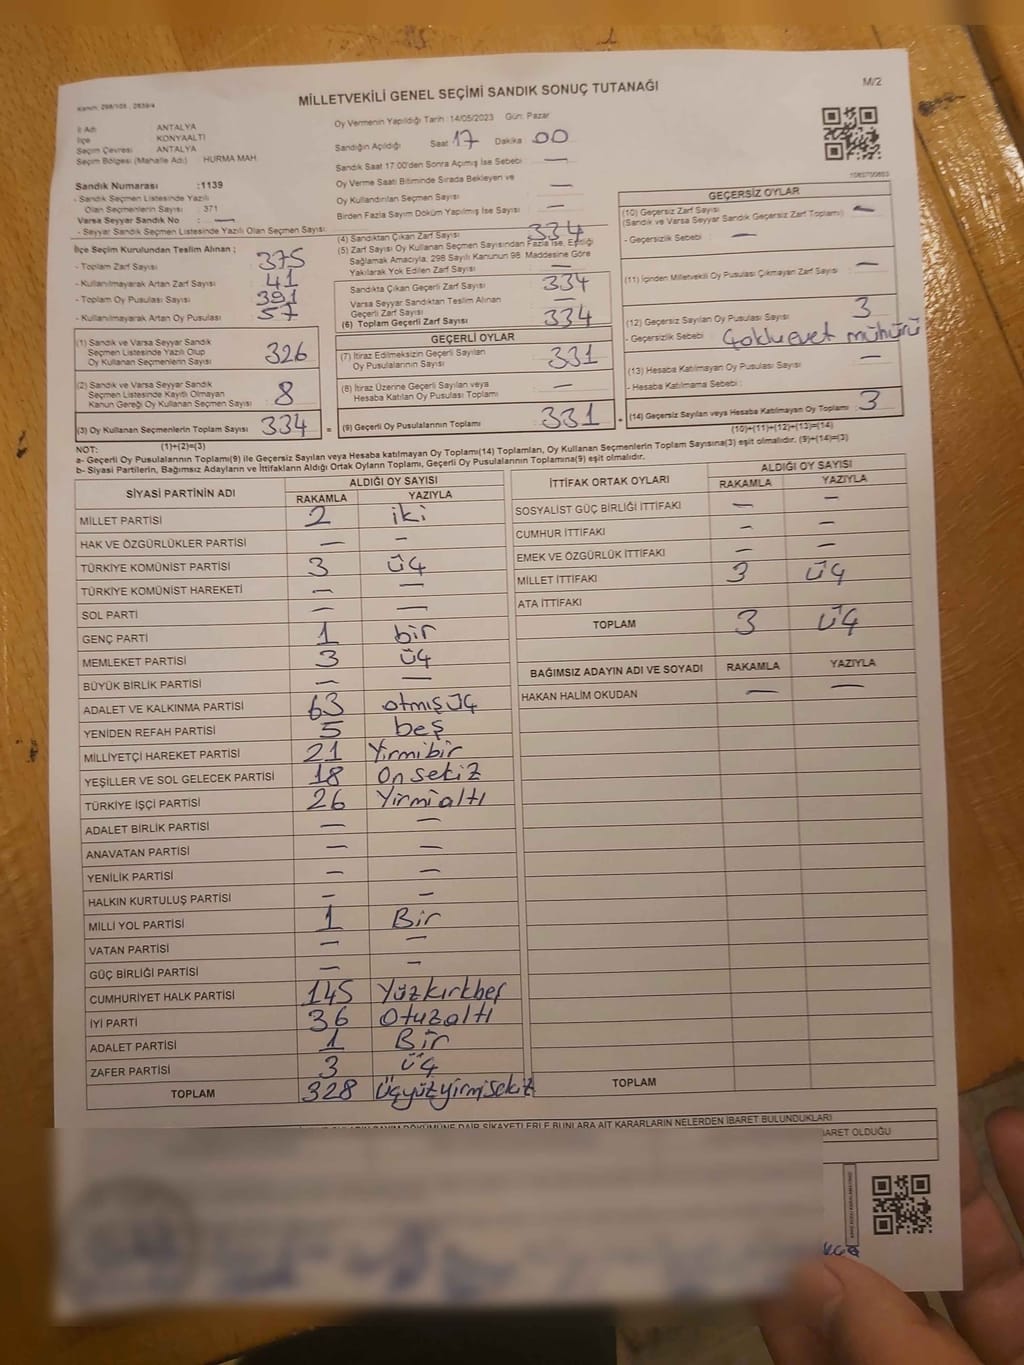 Kanun: 298/105 , 2839/4
MİLLETVEKİLİ GENEL SEÇİMİ SANDIK SONUÇ TUTANAĞI
M/2
İl Adı ANTALYA
İlçe KONYAALTI
Seçim Çevresi ANTALYA
Seçim Bölgesi (Mahalle Adı) HURMA MAH.
Oy Vermenin Yapıldığı Tarih : 14/05/2023 Gün: Pazar
Sandığın Açıldığı Saat 17 Dakika 00
Sandık Saat 17:00'den Sonra Açımış İse Sebebi —
Oy Verme Saati Bitiminde Sırada Bekleyen ve
Oy Kullandırılan Seçmen Sayısı —
Birden Fazla Sayım Döküm Yapılmış İse Sayısı —
Sandık Numarası :1139
- Sandık Seçmen Listesinde Yazılı
Olan Seçmenlerin Sayısı : 371
Varsa Seyyar Sandık No : —
- Seyyar Sandık Seçmen Listesinde Yazılı Olan Seçmen Sayısı
İlçe Seçim Kurulundan Teslim Alınan ;
- Toplam Zarf Sayısı 375
- Kullanılmayarak Artan Zarf Sayısı 41
- Toplam Oy Pusulası Sayısı 391
- Kullanılmayarak Artan Oy Pusulası 57
(1) Sandık ve Varsa Seyyar Sandık
Seçmen Listesinde Yazılı Olup
Oy Kullanan Seçmenlerin Sayısı 326
(2) Sandık ve Varsa Seyyar Sandık
Seçmen Listesinde Kayıtlı Olmayan
Kanun Gereği Oy Kullanan Seçmen Sayısı 8
(3) Oy Kullanan Seçmenlerin Toplam Sayısı 334
(1)+(2)=(3)
(4) Sandıktan Çıkan Zarf Sayısı 334
(5) Zarf Sayısı Oy Kullanan Seçmen Sayısından Fazla İse, Eşitliği
Sağlamak Amacıyla, 298 Sayılı Kanunun 98. Maddesine Göre
Yakılarak Yok Edilen Zarf Sayısı —
Sandıkta Çıkan Geçerli Zarf Sayısı 334
Varsa Seyyar Sandıktan Teslim Alınan
Geçerli Zarf Sayısı —
(6) Toplam Geçerli Zarf Sayısı 334
GEÇERLİ OYLAR
(7) İtiraz Edilmeksizin Geçerli Sayılan
Oy Pusulalarının Sayısı 331
(8) İtiraz Üzerine Geçerli Sayılan veya
Hesaba Katılan Oy Pusulası Toplamı —
= (9) Geçerli Oy Pusulalarının Toplamı 331 +
1080700863
GEÇERSİZ OYLAR
(10) Geçersiz Zarf Sayısı
(Sandık ve Varsa Seyyar Sandık Geçersiz Zarf Toplamı) —
- Geçersizlik Sebebi : —
(11) İçinden Milletvekili Oy Pusulası Çıkmayan Zarf Sayısı —
(12) Geçersiz Sayılan Oy Pusulası Sayısı 3
- Geçersizlik Sebebi Çoklu evet mührü
(13) Hesaba Katılmayan Oy Pusulası Sayısı —
- Hesaba Katılmama Sebebi :
(14) Geçersiz Sayılan veya Hesaba Katılmayan Oy Toplamı 3
(10)+(11)+(12)+(13)=(14)
NOT:
a- Geçerli Oy Pusulalarının Toplamı(9) ile Geçersiz Sayılan veya Hesaba katılmayan Oy Toplamı(14) Toplamları, Oy Kullanan Seçmenlerin Toplam Sayısına(3) eşit olmalıdır. (9)+(14)=(3)
b- Siyasi Partilerin, Bağımsız Adayların ve İttifakların Aldığı Ortak Oyların Toplamı, Geçerli Oy Pusulalarının Toplamına(9) eşit olmalıdır.
SİYASİ PARTİNİN ADI ALDIĞI OY SAYISI
RAKAMLA YAZIYLA
MİLLET PARTİSİ 2 iki
HAK VE ÖZGÜRLÜKLER PARTİSİ — —
TÜRKİYE KOMÜNİST PARTİSİ 3 üç
TÜRKİYE KOMÜNİST HAREKETİ — —
SOL PARTİ — —
GENÇ PARTİ 1 bir
MEMLEKET PARTİSİ 3 üç
BÜYÜK BİRLİK PARTİSİ — —
ADALET VE KALKINMA PARTİSİ 63 otmışüç
YENİDEN REFAH PARTİSİ 5 beş
MİLLİYETÇİ HAREKET PARTİSİ 21 Yirmibir
YEŞİLLER VE SOL GELECEK PARTİSİ 18 On sekiz
TÜRKİYE İŞÇİ PARTİSİ 26 Yirmialtı
ADALET BİRLİK PARTİSİ — —
ANAVATAN PARTİSİ — —
YENİLİK PARTİSİ — —
HALKIN KURTULUŞ PARTİSİ — —
MİLLİ YOL PARTİSİ 1 Bir
VATAN PARTİSİ — —
GÜÇ BİRLİĞİ PARTİSİ — —
CUMHURİYET HALK PARTİSİ 145 Yüzkırkbeş
İYİ PARTİ 36 Otuzaltı
ADALET PARTİSİ 1 Bir
ZAFER PARTİSİ 3 üç
TOPLAM 328 Üçyüzyirmisekiz
İTTİFAK ORTAK OYLARI ALDIĞI OY SAYISI
RAKAMLA YAZIYLA
SOSYALİST GÜÇ BİRLİĞİ İTTİFAKI — —
CUMHUR İTTİFAKI — —
EMEK VE ÖZGÜRLÜK İTTİFAKI — —
MİLLET İTTİFAKI 3 üç
ATA İTTİFAKI
TOPLAM 3 üç
BAĞIMSIZ ADAYIN ADI VE SOYADI RAKAMLA YAZIYLA
HAKAN HALİM OKUDAN — —
TOPLAM
DÖKÜMÜNE DAİR ŞİKAYETLERLE BUNLARA AİT KARARLARIN NELERDEN İBARET BULUNDUKLARI
İBARET OLDUĞU